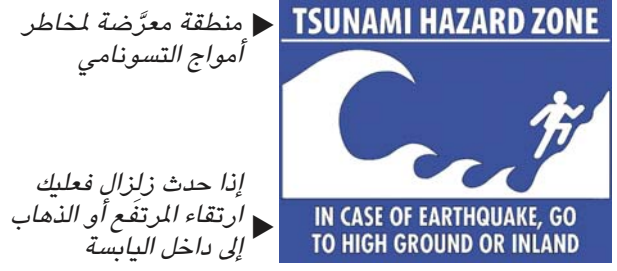 منطقة معرَّضة لمخاطر
أمواج التسونامي
إذا حدث زلزال فعليك
ارتقاء المرتفَع أو الذهاب
إلى داخل اليابسة
TSUNAMI HAZARD ZONE
IN CASE OF EARTHQUAKE, GO
TO HIGH GROUND OR INLAND